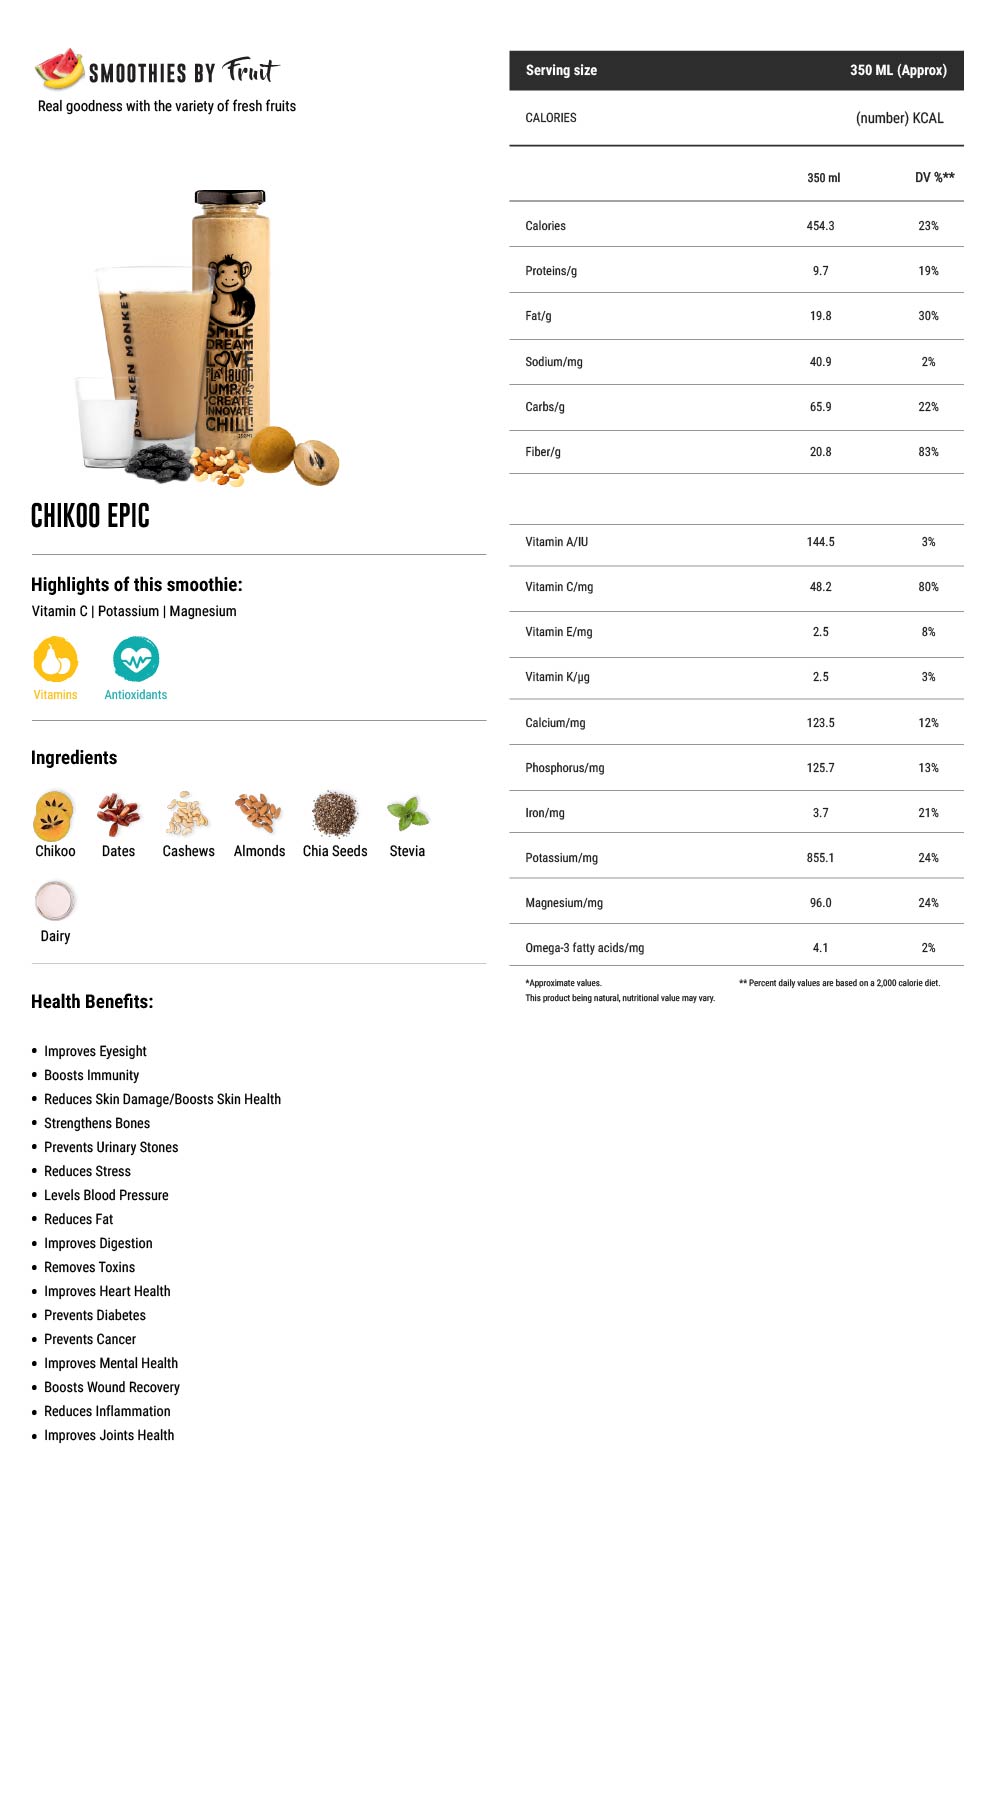 SMOOTHIES BY Fruit
Real goodness with the variety of fresh fruits
SMILE
DREAM
LOVE
PLAY laugh
JUMP KISS
CREATE
INNOVATE
CHILL!
350ML
DRUNKEN MONKEY
CHIKOO EPIC
Highlights of this smoothie:
Vitamin C | Potassium | Magnesium
Vitamins Antioxidants
Ingredients
Chikoo Dates Cashews Almonds Chia Seeds Stevia
Dairy
Health Benefits:
• Improves Eyesight
• Boosts Immunity
• Reduces Skin Damage/Boosts Skin Health
• Strengthens Bones
• Prevents Urinary Stones
• Reduces Stress
• Levels Blood Pressure
• Reduces Fat
• Improves Digestion
• Removes Toxins
• Improves Heart Health
• Prevents Diabetes
• Prevents Cancer
• Improves Mental Health
• Boosts Wound Recovery
• Reduces Inflammation
• Improves Joints Health
Serving size 350 ML (Approx)
CALORIES (number) KCAL
350 ml DV %**
Calories 454.3 23%
Proteins/g 9.7 19%
Fat/g 19.8 30%
Sodium/mg 40.9 2%
Carbs/g 65.9 22%
Fiber/g 20.8 83%
Vitamin A/IU 144.5 3%
Vitamin C/mg 48.2 80%
Vitamin E/mg 2.5 8%
Vitamin K/µg 2.5 3%
Calcium/mg 123.5 12%
Phosphorus/mg 125.7 13%
Iron/mg 3.7 21%
Potassium/mg 855.1 24%
Magnesium/mg 96.0 24%
Omega-3 fatty acids/mg 4.1 2%
*Approximate values. ** Percent daily values are based on a 2,000 calorie diet.
This product being natural, nutritional value may vary.